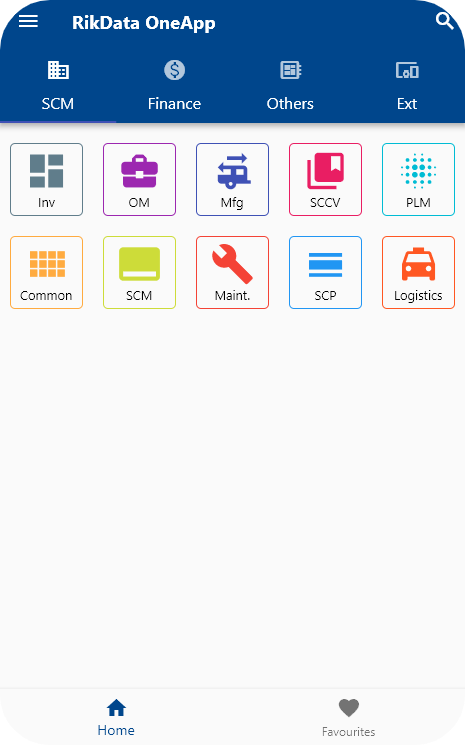 RikData OneApp
SCM Finance Others Ext
Inv OM Mfg SCCV PLM
Common SCM Maint. SCP Logistics
Home Favourites